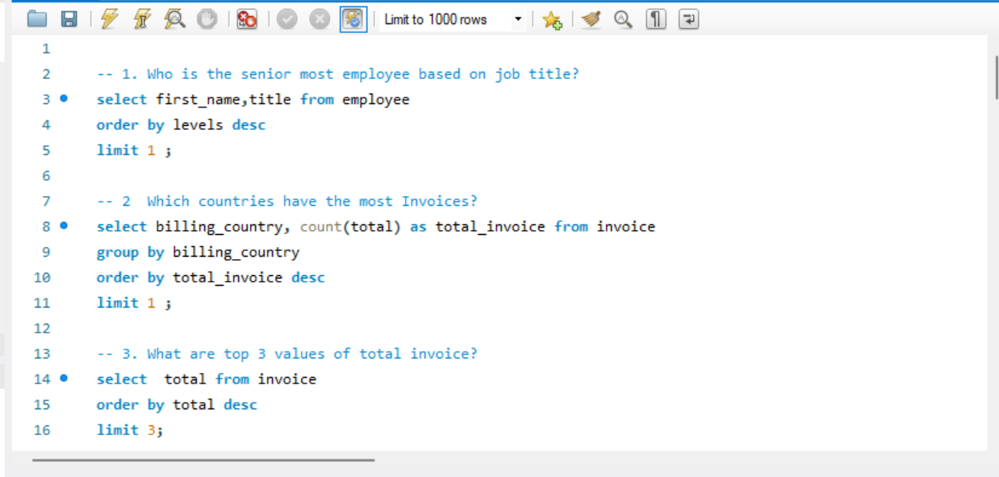 Limit to 1000 rows
1
2 -- 1. Who is the senior most employee based on job title?
3 select first_name,title from employee
4 order by levels desc
5 limit 1 ;
6
7 -- 2  Which countries have the most Invoices?
8 select billing_country, count(total) as total_invoice from invoice
9 group by billing_country
10 order by total_invoice desc
11 limit 1 ;
12
13 -- 3. What are top 3 values of total invoice?
14 select  total from invoice
15 order by total desc
16 limit 3;